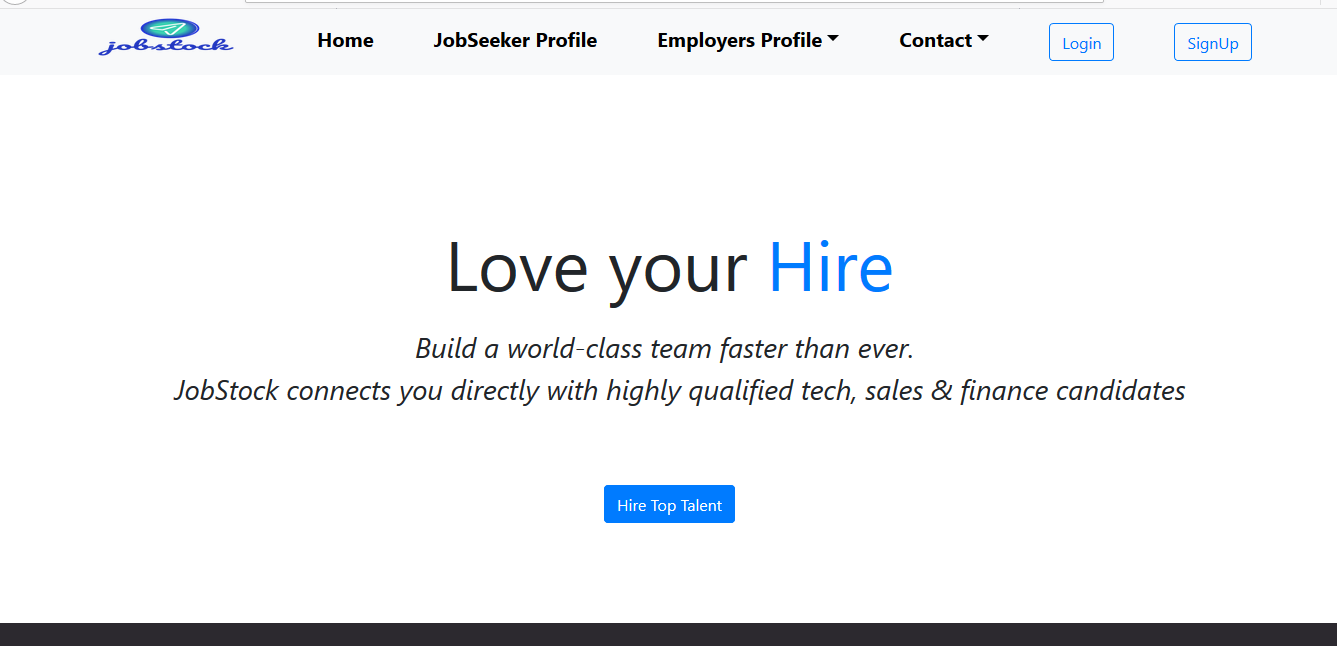 jobstock
Home
JobSeeker Profile
Employers Profile
Contact
Login
SignUp
Love your Hire
Build a world-class team faster than ever.
JobStock connects you directly with highly qualified tech, sales & finance candidates
Hire Top Talent